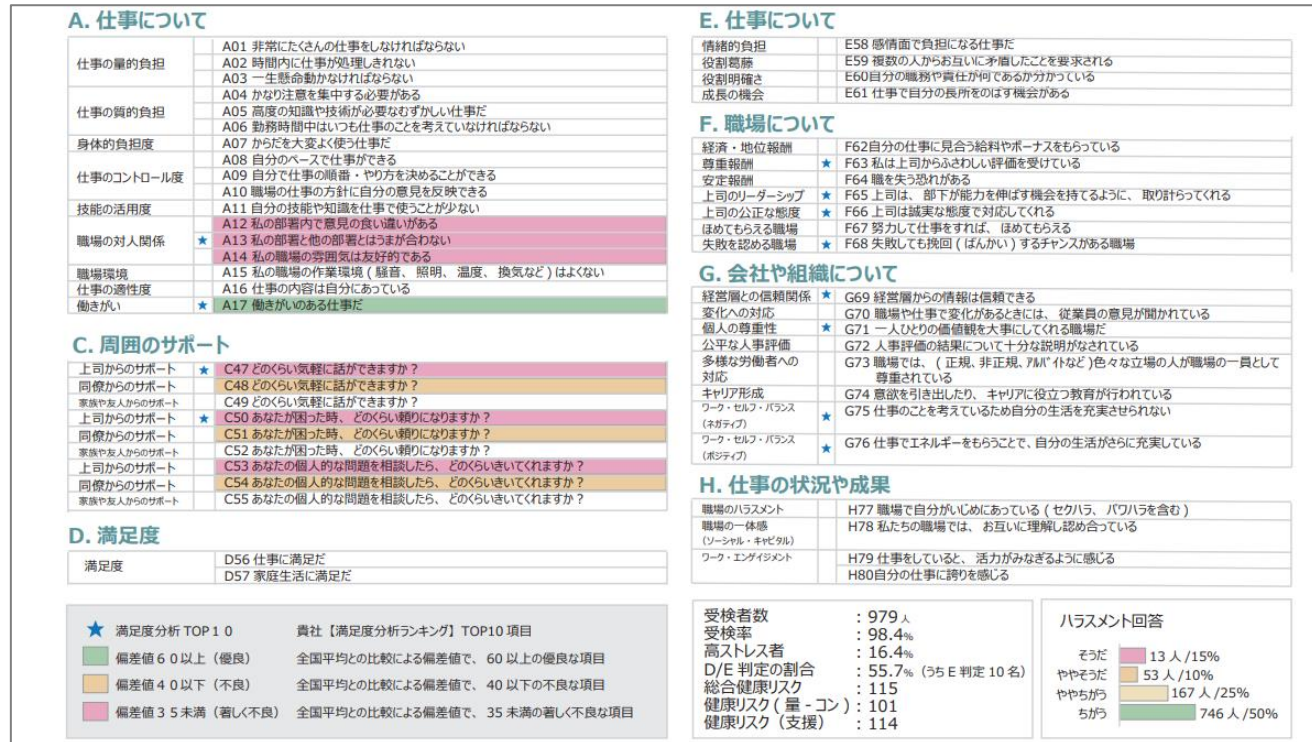 A. 仕事について
仕事の量的負担
A01 非常にたくさんの仕事をしなければならない
A02 時間内に仕事が処理しきれない
A03 一生懸命動かなければならない
仕事の質的負担
A04 かなり注意を集中する必要がある
A05 高度の知識や技術が必要なむずかしい仕事だ
A06 勤務時間中はいつも仕事のことを考えていなければならない
身体的負担度 A07 からだを大変よく使う仕事だ
仕事のコントロール度
A08 自分のペースで仕事ができる
A09 自分で仕事の順番・やり方を決めることができる
A10 職場の仕事の方針に自分の意見を反映できる
技能の活用度 A11 自分の技能や知識を仕事で使うことが少ない
職場の対人関係 ★
A12 私の部署内で意見の食い違いがある
A13 私の部署と他の部署とはうまが合わない
A14 私の職場の雰囲気は友好的である
職場環境 A15 私の職場の作業環境 ( 騒音、 照明、 温度、 換気など ) はよくない
仕事の適性度 A16 仕事の内容は自分にあっている
働きがい ★ A17 働きがいのある仕事だ
C. 周囲のサポート
上司からのサポート ★ C47 どのくらい気軽に話ができますか ?
同僚からのサポート C48 どのくらい気軽に話ができますか ?
家族や友人からのサポート C49 どのくらい気軽に話ができますか ?
上司からのサポート ★ C50 あなたが困った時、 どのくらい頼りになりますか ?
同僚からのサポート C51 あなたが困った時、 どのくらい頼りになりますか ?
家族や友人からのサポート C52 あなたが困った時、 どのくらい頼りになりますか ?
上司からのサポート C53 あなたの個人的な問題を相談したら、 どのくらいきいてくれますか ?
同僚からのサポート C54 あなたの個人的な問題を相談したら、 どのくらいきいてくれますか ?
家族や友人からのサポート C55 あなたの個人的な問題を相談したら、 どのくらいきいてくれますか ?
D. 満足度
満足度
D56 仕事に満足だ
D57 家庭生活に満足だ
★ 満足度分析 TOP１０ 貴社 【満足度分析ランキング】 TOP10 項目
偏差値６０以上（優良） 全国平均との比較による偏差値で、 60 以上の優良な項目
偏差値４０以下（不良） 全国平均との比較による偏差値で、 40 以下の不良な項目
偏差値３５未満（著しく不良） 全国平均との比較による偏差値で、 35 未満の著しく不良な項目
E. 仕事について
情緒的負担 E58 感情面で負担になる仕事だ
役割葛藤 E59 複数の人からお互いに矛盾したことを要求される
役割明確さ E60自分の職務や責任が何であるか分かっている
成長の機会 E61 仕事で自分の長所をのばす機会がある
F. 職場について
経済・地位報酬 F62自分の仕事に見合う給料やボーナスをもらっている
尊重報酬 ★ F63 私は上司からふさわしい評価を受けている
安定報酬 F64 職を失う恐れがある
上司のリーダーシップ ★ F65 上司は、 部下が能力を伸ばす機会を持てるように、 取り計らってくれる
上司の公正な態度 ★ F66 上司は誠実な態度で対応してくれる
ほめてもらえる職場 F67 努力して仕事をすれば、 ほめてもらえる
失敗を認める職場 ★ F68 失敗しても挽回 ( ばんかい ) するチャンスがある職場
G. 会社や組織について
経営層との信頼関係 ★ G69 経営層からの情報は信頼できる
変化への対応 G70 職場や仕事で変化があるときには、 従業員の意見が聞かれている
個人の尊重性 ★ G71 一人ひとりの価値観を大事にしてくれる職場だ
公平な人事評価 G72 人事評価の結果について十分な説明がなされている
多様な労働者への G73 職場では、 ( 正規、非正規、ｱﾙﾊﾞｲﾄなど )色々な立場の人が職場の一員として
対応 尊重されている
キャリア形成 G74 意欲を引き出したり、 キャリアに役立つ教育が行われている
ワーク・セルフ・バランス ★ G75 仕事のことを考えているため自分の生活を充実させられない
（ネガティブ）
ワーク・セルフ・バランス ★ G76 仕事でエネルギーをもらうことで、自分の生活がさらに充実している
（ポジティブ）
H. 仕事の状況や成果
職場のハラスメント H77 職場で自分がいじめにあっている ( セクハラ、 パワハラを含む )
職場の一体感 H78 私たちの職場では、 お互いに理解し認め合っている
（ソーシャル・キャピタル）
ワーク・エンゲイジメント H79 仕事をしていると、 活力がみなぎるように感じる
H80自分の仕事に誇りを感じる
受検者数 : 979 人
受検率 : 98.4%
高ストレス者 : 16.4%
D/E 判定の割合 : 55.7% (うち E 判定 10 名)
総合健康リスク : 115
健康リスク ( 量 - コン ) : 101
健康リスク（支援） : 114
ハラスメント回答
そうだ 13 人 /15%
ややそうだ 53 人 /10%
ややちがう 167 人 /25%
ちがう 746 人 /50%